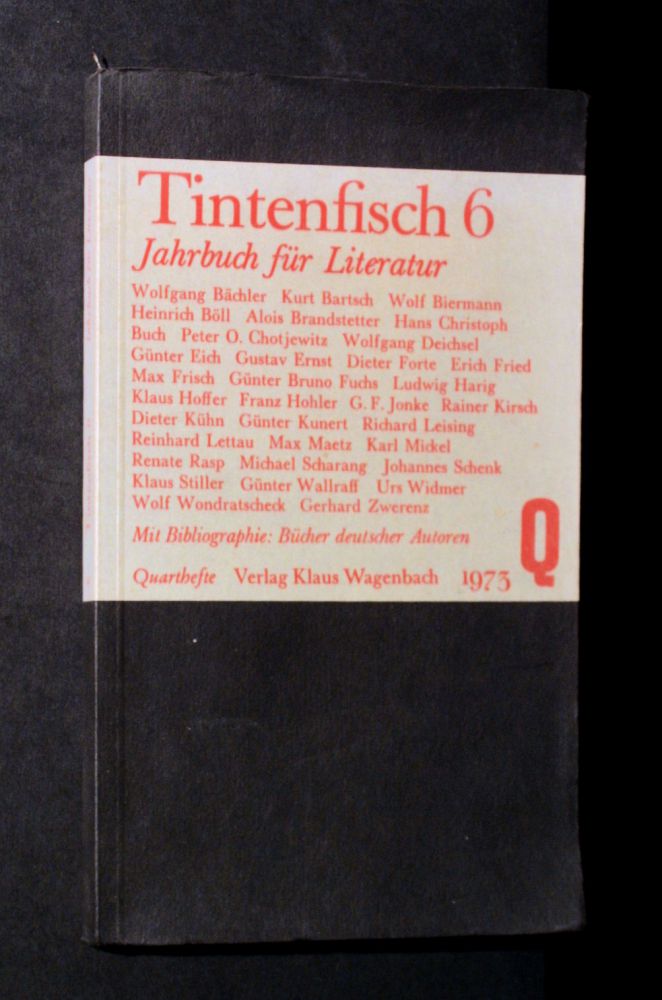 Tintenfisch 6
Jahrbuch für Literatur
Wolfgang Bächler Kurt Bartsch Wolf Biermann
Heinrich Böll Alois Brandstetter Hans Christoph
Buch Peter O. Chotjewitz Wolfgang Deichsel
Günter Eich Gustav Ernst Dieter Forte Erich Fried
Max Frisch Günter Bruno Fuchs Ludwig Harig
Klaus Hoffer Franz Hohler G. F. Jonke Rainer Kirsch
Dieter Kühn Günter Kunert Richard Leising
Reinhard Lettau Max Maetz Karl Mickel
Renate Rasp Michael Scharang Johannes Schenk
Klaus Stiller Günter Wallraff Urs Widmer
Wolf Wondratscheck Gerhard Zwerenz
Mit Bibliographie: Bücher deutscher Autoren
Quarthefte Verlag Klaus Wagenbach 1973
Q